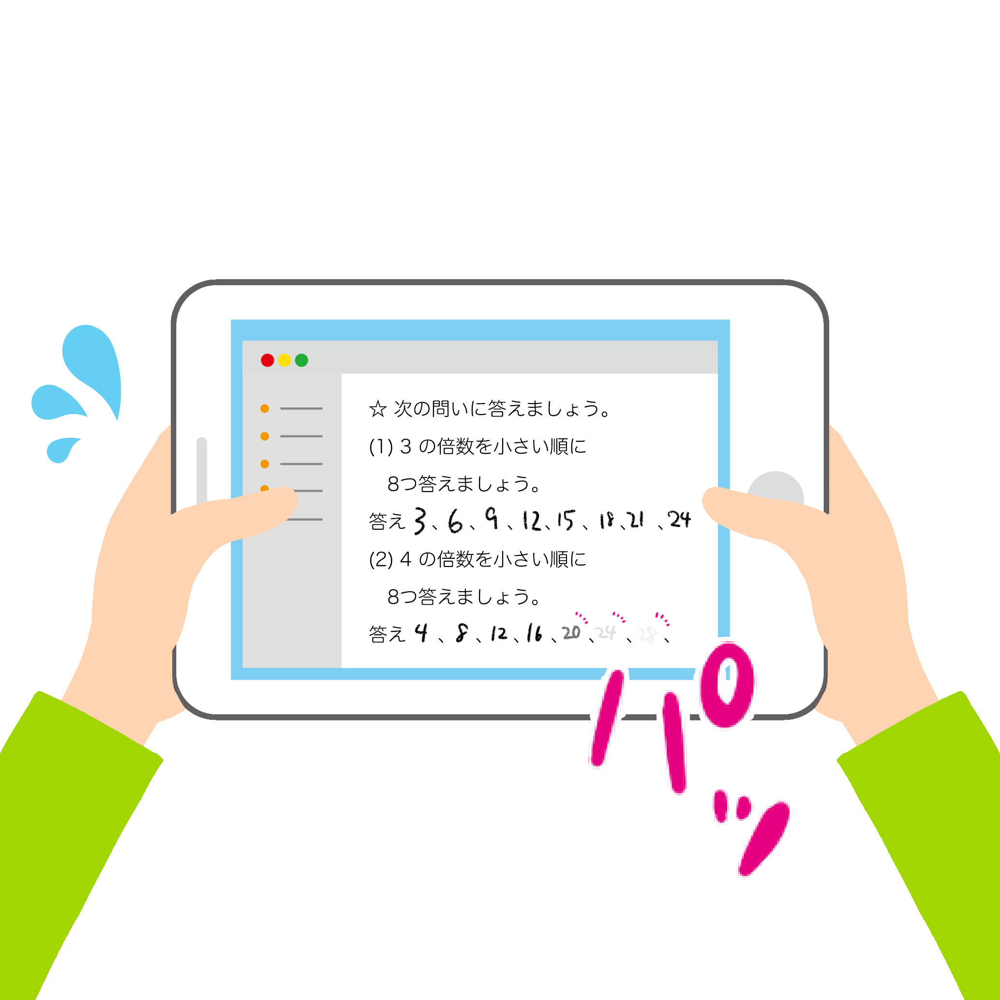 ☆ 次の問いに答えましょう。
(1) 3 の倍数を小さい順に
8つ答えましょう。
答え 3、6、9、12、15、18、21、24
(2) 4 の倍数を小さい順に
8つ答えましょう。
答え 4、8、12、16、20、24、28、
パッ